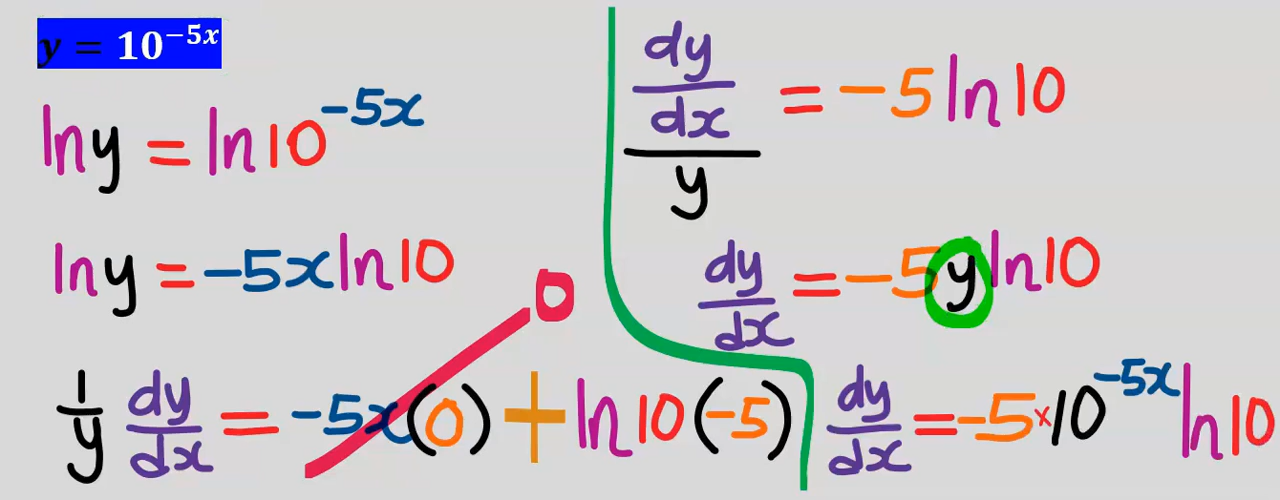 y = 10^{-5x}
ln y = ln 10^{-5x}
ln y = -5x ln 10
1/y dy/dx = -5x(0) + ln 10(-5)
0
dy/dx / y = -5 ln 10
dy/dx = -5 y ln 10
dy/dx = -5 × 10^{-5x} ln 10